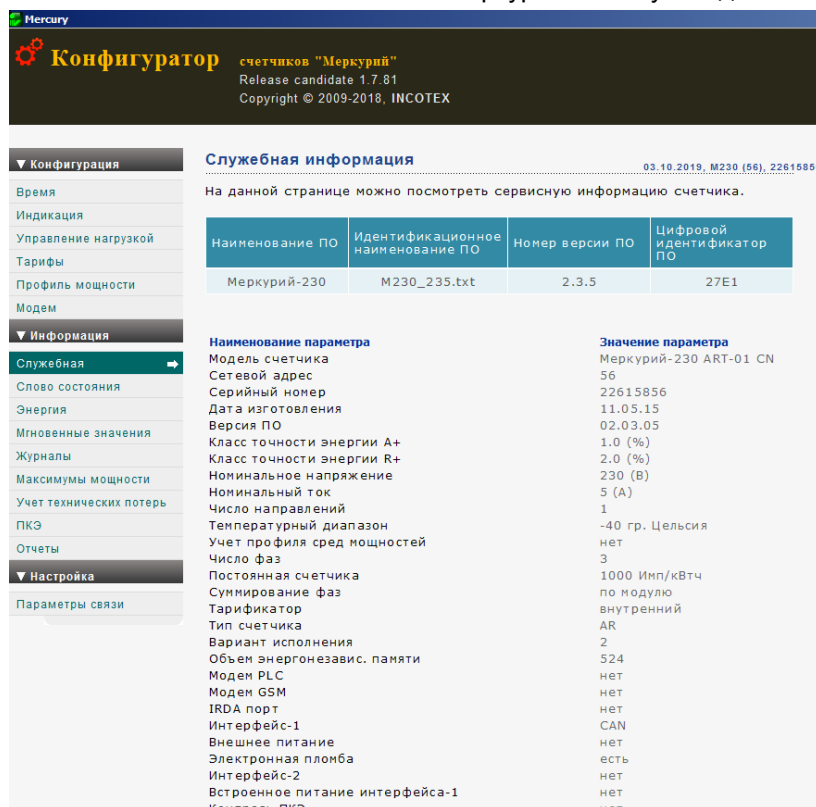 Mercury
Конфигуратор счетчиков "Меркурий"
Release candidate 1.7.81
Copyright © 2009-2018, INCOTEX
▼ Конфигурация
Время
Индикация
Управление нагрузкой
Тарифы
Профиль мощности
Модем
▼ Информация
Служебная
Слово состояния
Энергия
Мгновенные значения
Журналы
Максимумы мощности
Учет технических потерь
ПКЭ
Отчеты
▼ Настройка
Параметры связи
Служебная информация
03.10.2019, М230 (56), 2261585
На данной странице можно посмотреть сервисную информацию счетчика.
Наименование ПО Идентификационное наименование ПО Номер версии ПО Цифровой идентификатор ПО
Меркурий-230 M230_235.txt 2.3.5 27E1
Наименование параметра Значение параметра
Модель счетчика Меркурий-230 ART-01 CN
Сетевой адрес 56
Серийный номер 22615856
Дата изготовления 11.05.15
Версия ПО 02.03.05
Класс точности энергии А+ 1.0 (%)
Класс точности энергии R+ 2.0 (%)
Номинальное напряжение 230 (В)
Номинальный ток 5 (А)
Число направлений 1
Температурный диапазон -40 гр. Цельсия
Учет профиля сред мощностей нет
Число фаз 3
Постоянная счетчика 1000 Имп/кВтч
Суммирование фаз по модулю
Тарификатор внутренний
Тип счетчика AR
Вариант исполнения 2
Объем энергонезавис. памяти 524
Модем PLC нет
Модем GSM нет
IRDA порт нет
Интерфейс-1 CAN
Внешнее питание нет
Электронная пломба есть
Интерфейс-2 нет
Встроенное питание интерфейса-1 нет